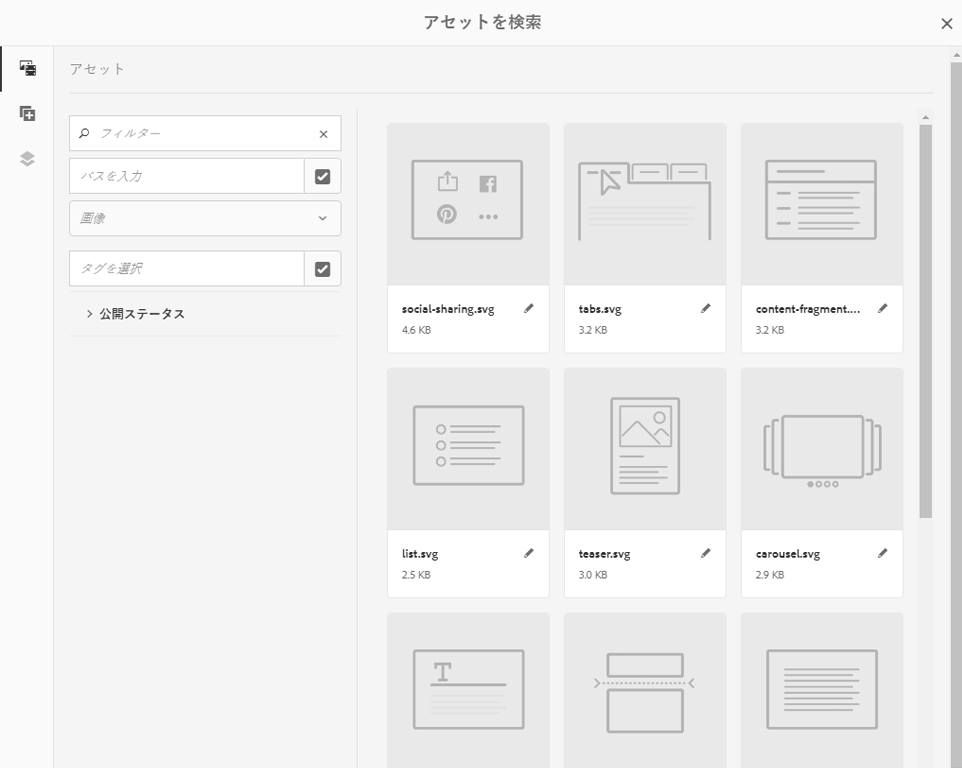 アセットを検索
アセット
フィルター
パスを入力
画像
タグを選択
公開ステータス
social-sharing.svg
4.6 KB
tabs.svg
3.2 KB
content-fragment....
3.2 KB
list.svg
2.5 KB
teaser.svg
3.0 KB
carousel.svg
2.9 KB